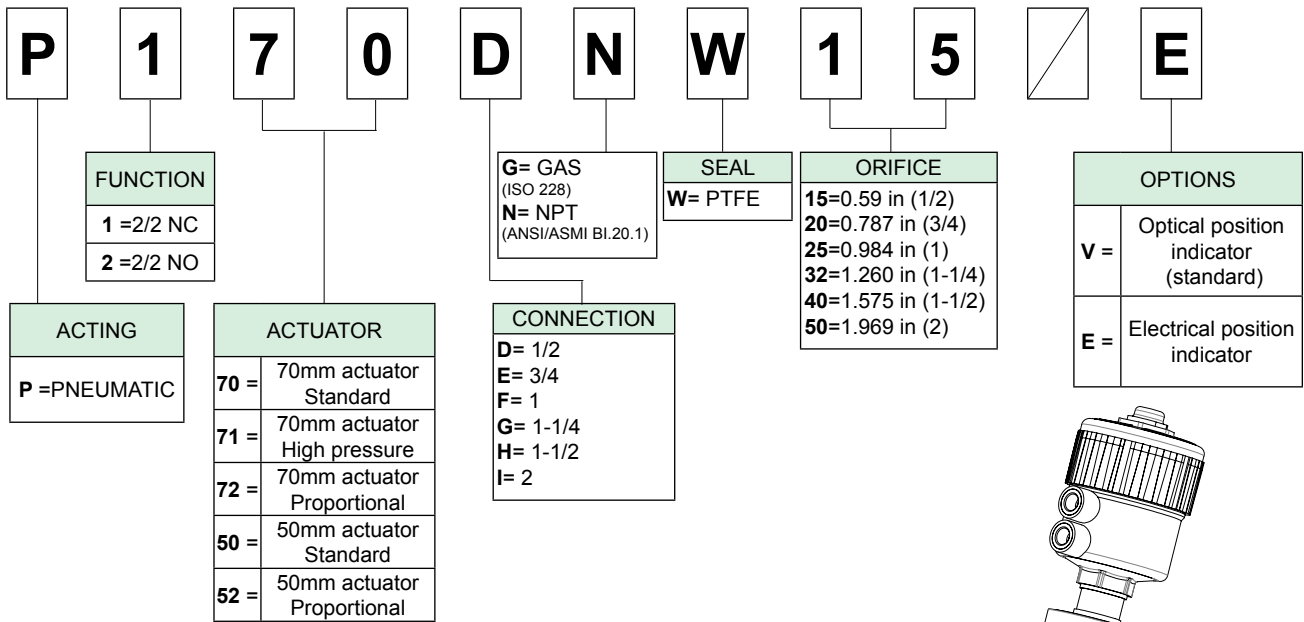 P 1 7 0 D N W 1 5 / E
FUNCTION
1 =2/2 NC
2 =2/2 NO
ACTING
P =PNEUMATIC
ACTUATOR
70 = 70mm actuator
Standard
71 = 70mm actuator
High pressure
72 = 70mm actuator
Proportional
50 = 50mm actuator
Standard
52 = 50mm actuator
Proportional
G= GAS
(ISO 228)
N= NPT
(ANSI/ASMI BI.20.1)
CONNECTION
D= 1/2
E= 3/4
F= 1
G= 1-1/4
H= 1-1/2
I= 2
SEAL
W= PTFE
ORIFICE
15=0.59 in (1/2)
20=0.787 in (3/4)
25=0.984 in (1)
32=1.260 in (1-1/4)
40=1.575 in (1-1/2)
50=1.969 in (2)
OPTIONS
V = Optical position
indicator
(standard)
E = Electrical position
indicator